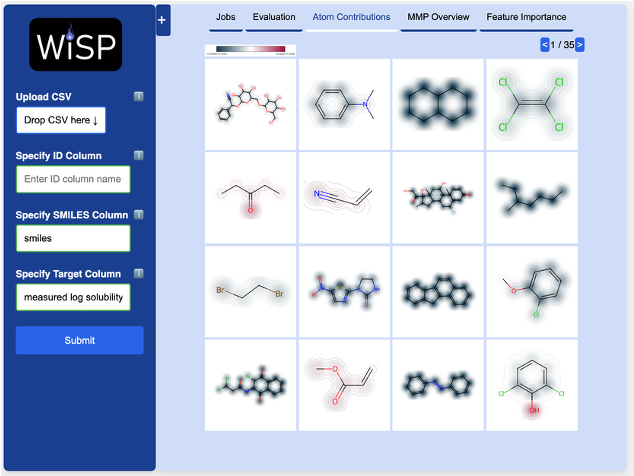 WiSP
+
Jobs
Evaluation
Atom Contributions
MMP Overview
Feature Importance
< 1 / 35 >
Upload CSV
Drop CSV here ↓
Specify ID Column
Enter ID column name
Specify SMILES Column
smiles
Specify Target Column
measured log solubility
Submit
N
Cl Cl
Cl Cl
O
N
Br Br
O
Cl
O
O
Cl Cl
OH